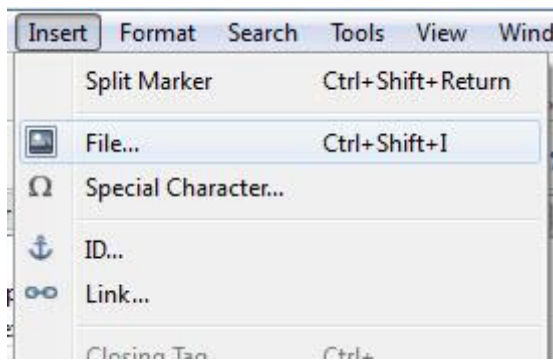 Insert Format Search Tools View Wind
Split Marker Ctrl+Shift+Return
File... Ctrl+Shift+I
Ω Special Character...
ID...
Link...
Closing Tag Ctrl+